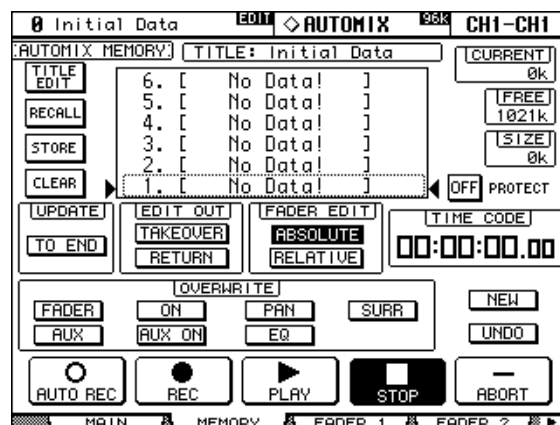 0 Initial Data EDIT ◇AUTOMIX 96K CH1-CH1
AUTOMIX MEMORY TITLE: Initial Data CURRENT
0k
TITLE EDIT
RECALL
STORE
CLEAR
6. [ No Data! ]
5. [ No Data! ]
4. [ No Data! ]
3. [ No Data! ]
2. [ No Data! ]
1. [ No Data! ]
FREE
1021k
SIZE
0k
OFF PROTECT
UPDATE
TO END
EDIT OUT
TAKEOVER
RETURN
FADER EDIT
ABSOLUTE
RELATIVE
TIME CODE
00:00:00.00
OVERWRITE
FADER ON PAN SURR
AUX AUX ON EQ
NEW
UNDO
AUTO REC REC PLAY STOP ABORT
MAIN MEMORY FADER 1 FADER 2